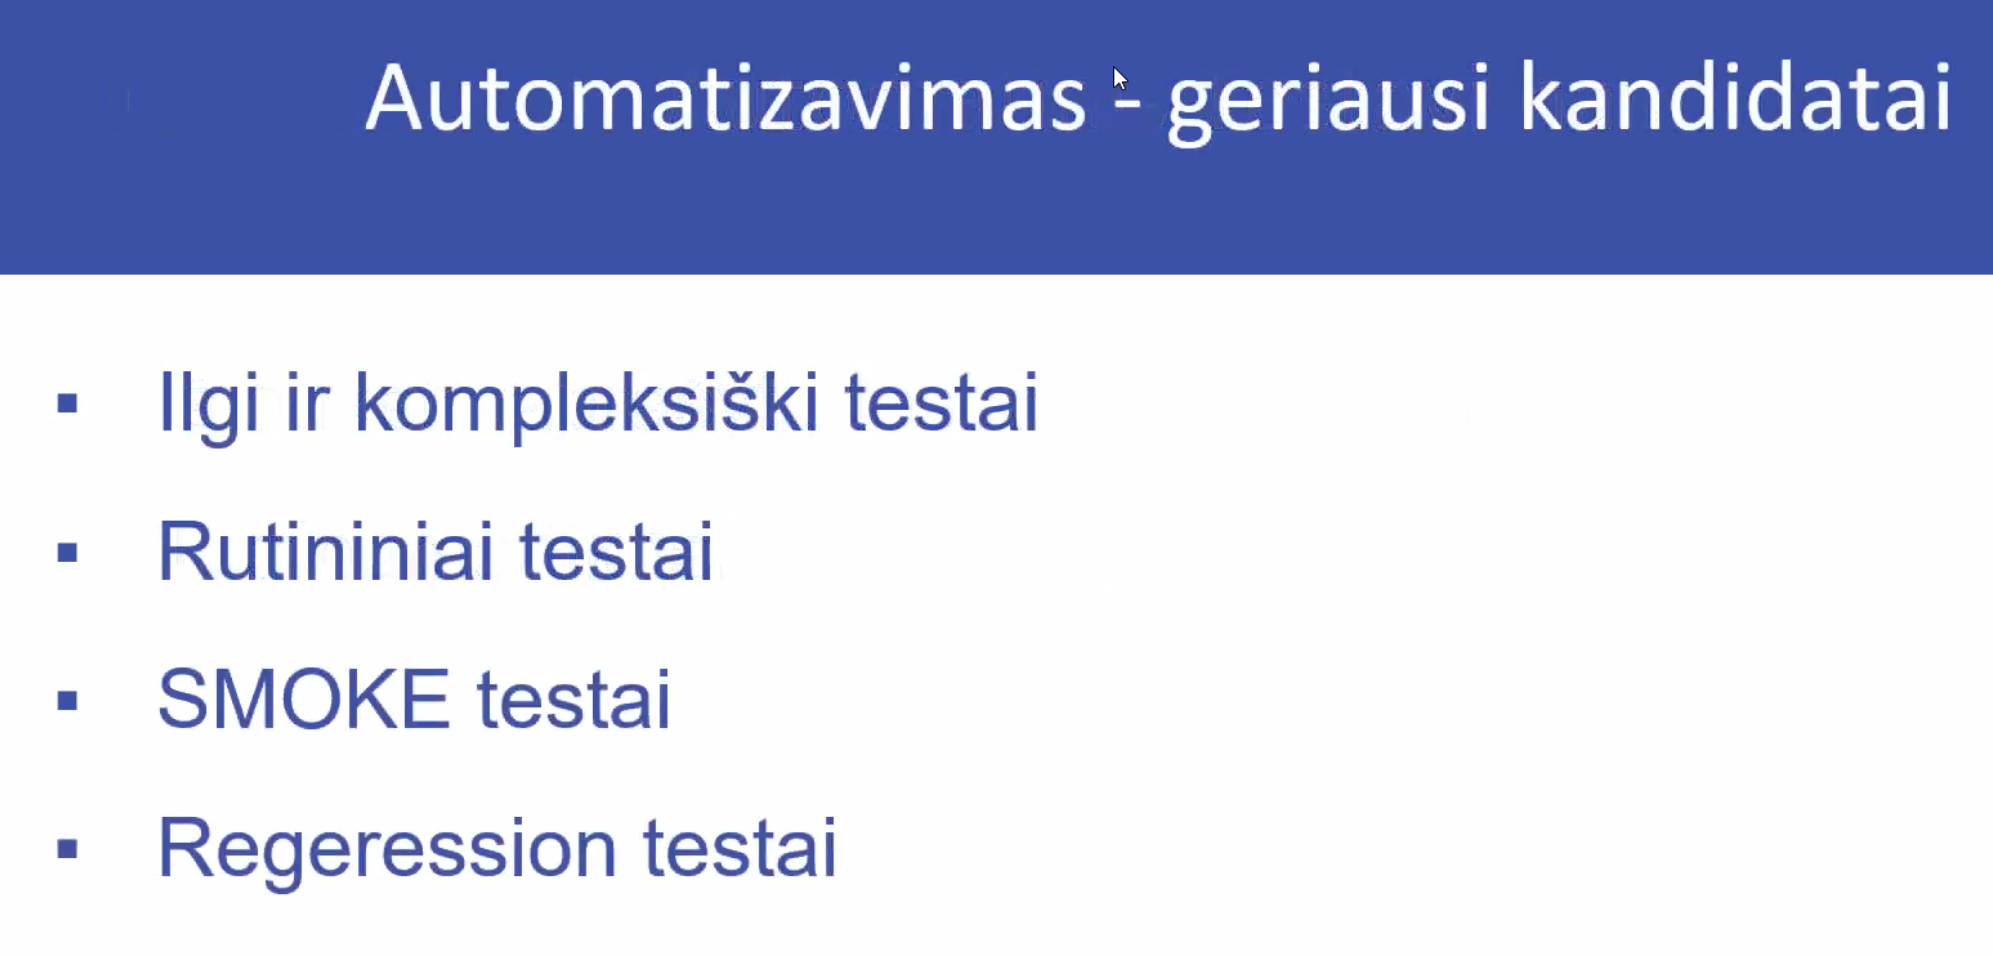 Automatizavimas - geriausi kandidatai
▪ Ilgi ir kompleksiški testai
▪ Rutininiai testai
▪ SMOKE testai
▪ Regeression testai